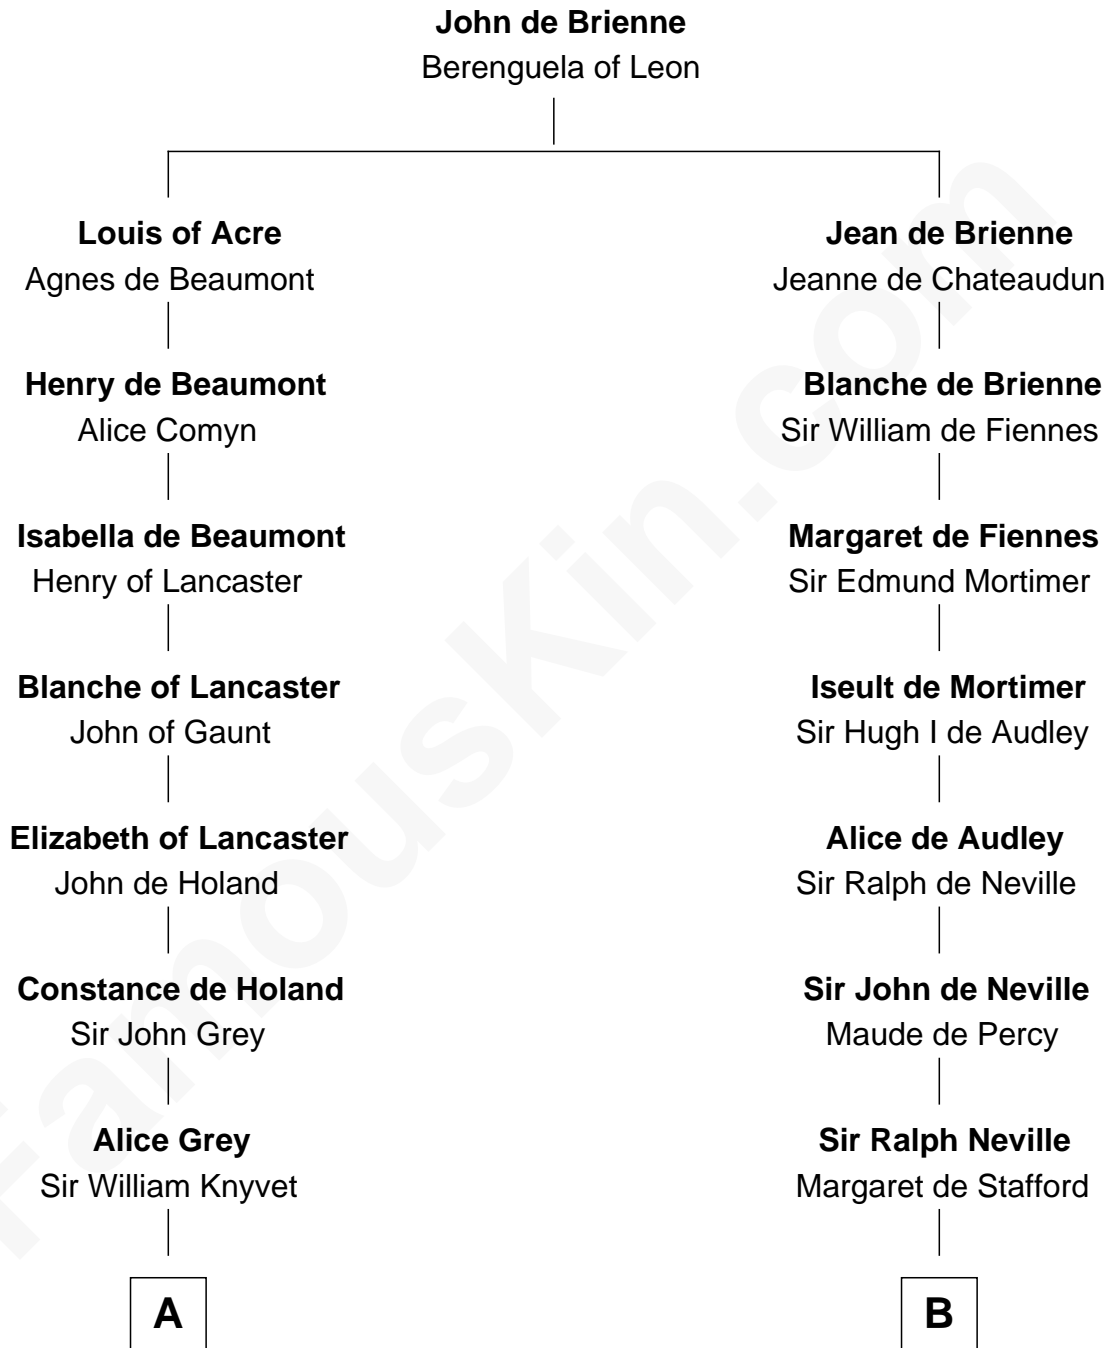 John de Brienne
Berenguela of Leon
Louis of Acre
Agnes de Beaumont
Henry de Beaumont
Alice Comyn
Isabella de Beaumont
Henry of Lancaster
Blanche of Lancaster
John of Gaunt
Elizabeth of Lancaster
John de Holand
Constance de Holand
Sir John Grey
Alice Grey
Sir William Knyvet
A
Jean de Brienne
Jeanne de Chateaudun
Blanche de Brienne
Sir William de Fiennes
Margaret de Fiennes
Sir Edmund Mortimer
Iseult de Mortimer
Sir Hugh I de Audley
Alice de Audley
Sir Ralph de Neville
Sir John de Neville
Maude de Percy
Sir Ralph Neville
Margaret de Stafford
B
FamousKin.com